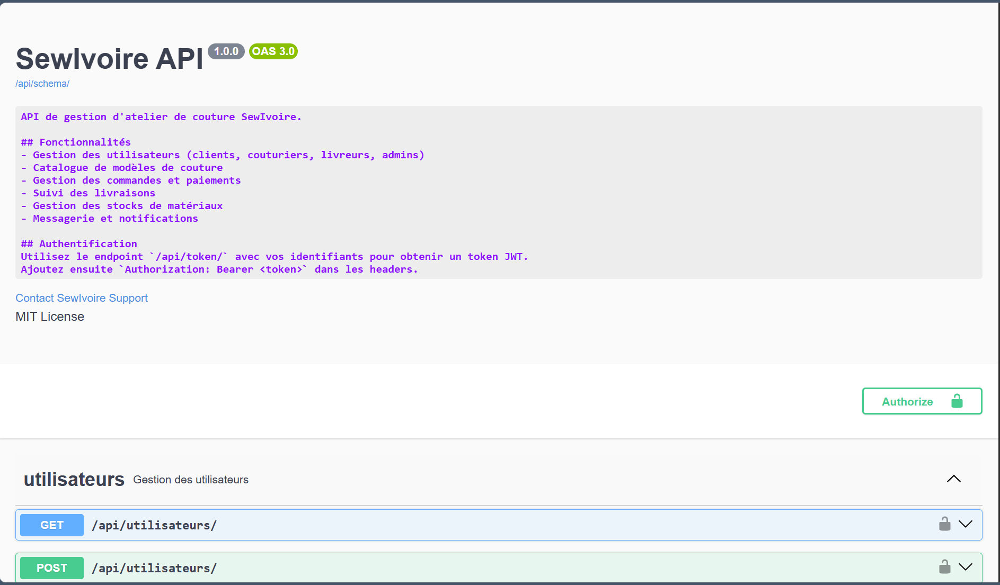 SewIvoire API 1.0.0 OAS 3.0
/api/schema/
API de gestion d'atelier de couture SewIvoire.
## Fonctionnalités
- Gestion des utilisateurs (clients, couturiers, livreurs, admins)
- Catalogue de modèles de couture
- Gestion des commandes et paiements
- Suivi des livraisons
- Gestion des stocks de matériaux
- Messagerie et notifications
## Authentification
Utilisez le endpoint `/api/token/` avec vos identifiants pour obtenir un token JWT.
Ajoutez ensuite `Authorization: Bearer <token>` dans les headers.
Contact SewIvoire Support
MIT License
Authorize
utilisateurs Gestion des utilisateurs
GET /api/utilisateurs/
POST /api/utilisateurs/